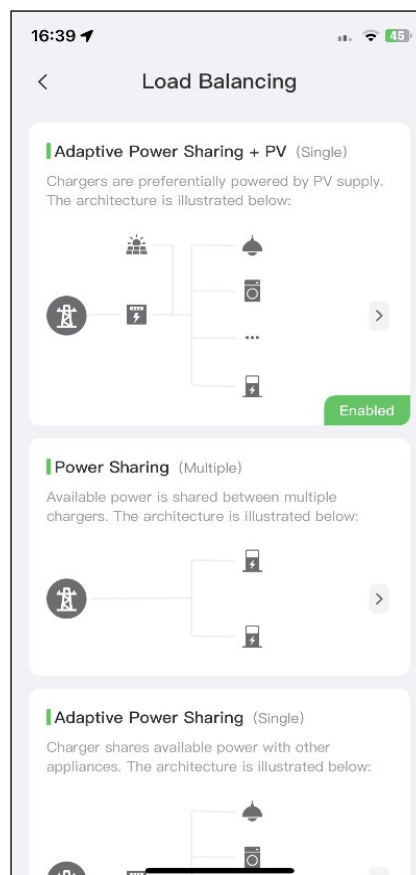 16:39
45
Load Balancing
Adaptive Power Sharing + PV (Single)
Chargers are preferentially powered by PV supply.
The architecture is illustrated below:
Enabled
Power Sharing (Multiple)
Available power is shared between multiple
chargers. The architecture is illustrated below:
Adaptive Power Sharing (Single)
Charger shares available power with other
appliances. The architecture is illustrated below: